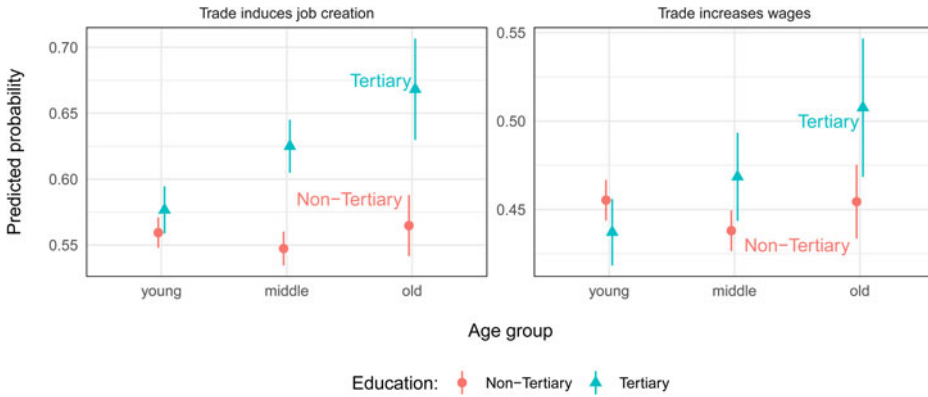 Trade induces job creation
Trade increases wages
Predicted probability
0.70
0.65
0.60
0.55
Tertiary
Non-Tertiary
young middle old
0.55
0.50
0.45
Tertiary
Non-Tertiary
young middle old
Age group
Education: Non-Tertiary Tertiary